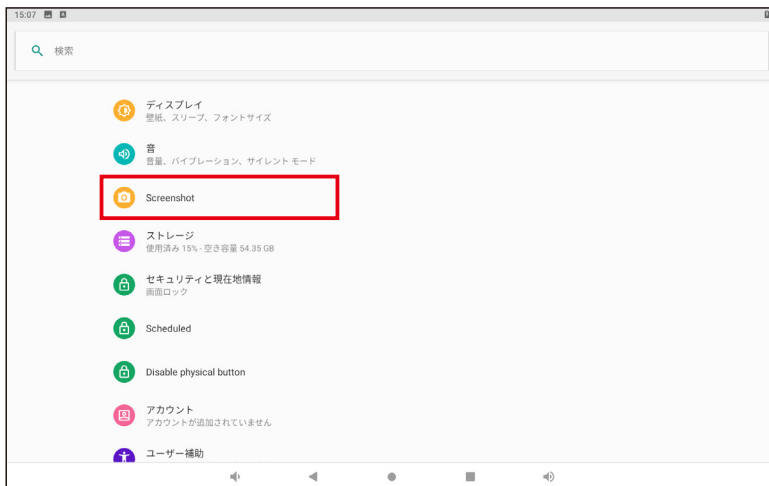 15:07
検索
ディスプレイ
壁紙、スリープ、フォントサイズ
音
音量、バイブレーション、サイレント モード
Screenshot
ストレージ
使用済み 15% - 空き容量 54.35 GB
セキュリティと現在地情報
画面ロック
Scheduled
Disable physical button
アカウント
アカウントが追加されていません
ユーザー補助